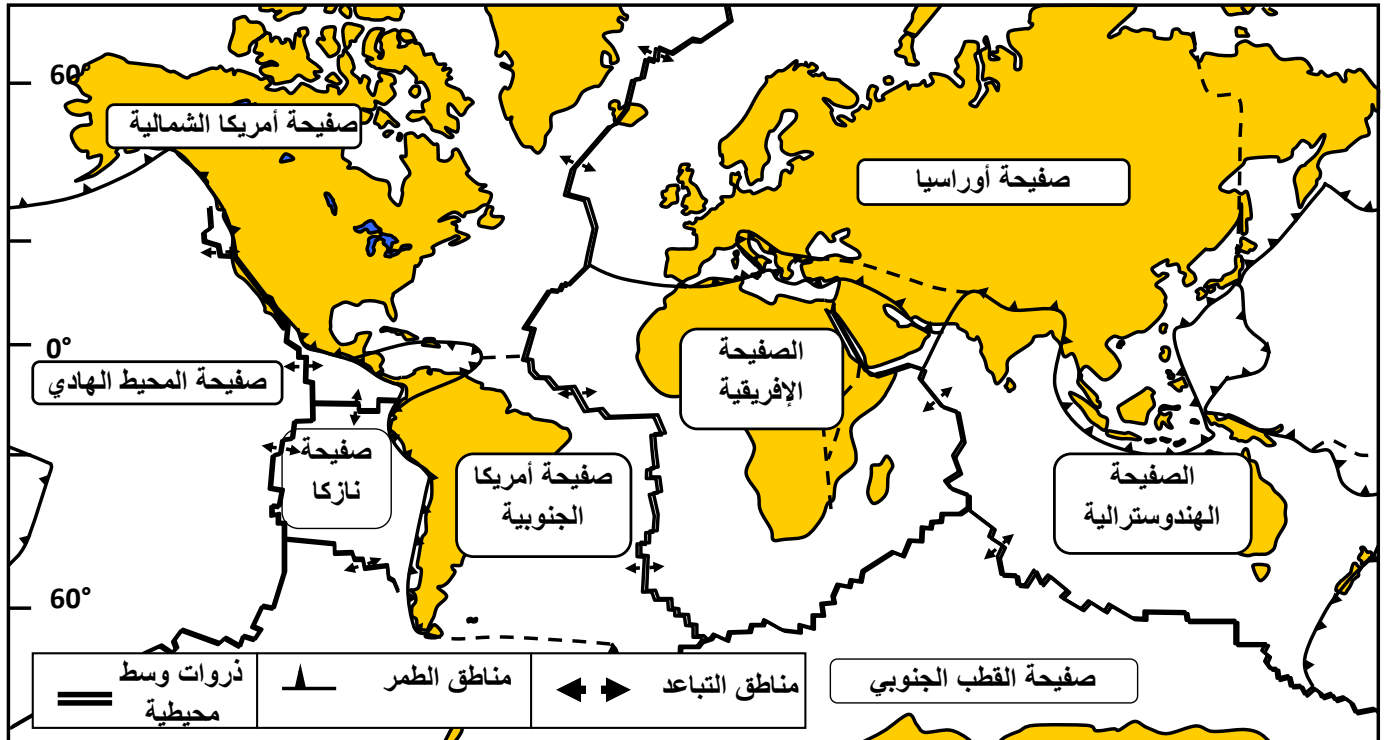 60°
صفيحة أمريكا الشمالية
صفيحة أوراسيا
0°
صفيحة المحيط الهادي
الصفيحة
الإفريقية
صفيحة
نازكا
صفيحة أمريكا
الجنوبية
الصفيحة
الهندوسترالية
60°
صفيحة القطب الجنوبي
مناطق التباعد
مناطق الطمر
ذروات وسط
محيطية